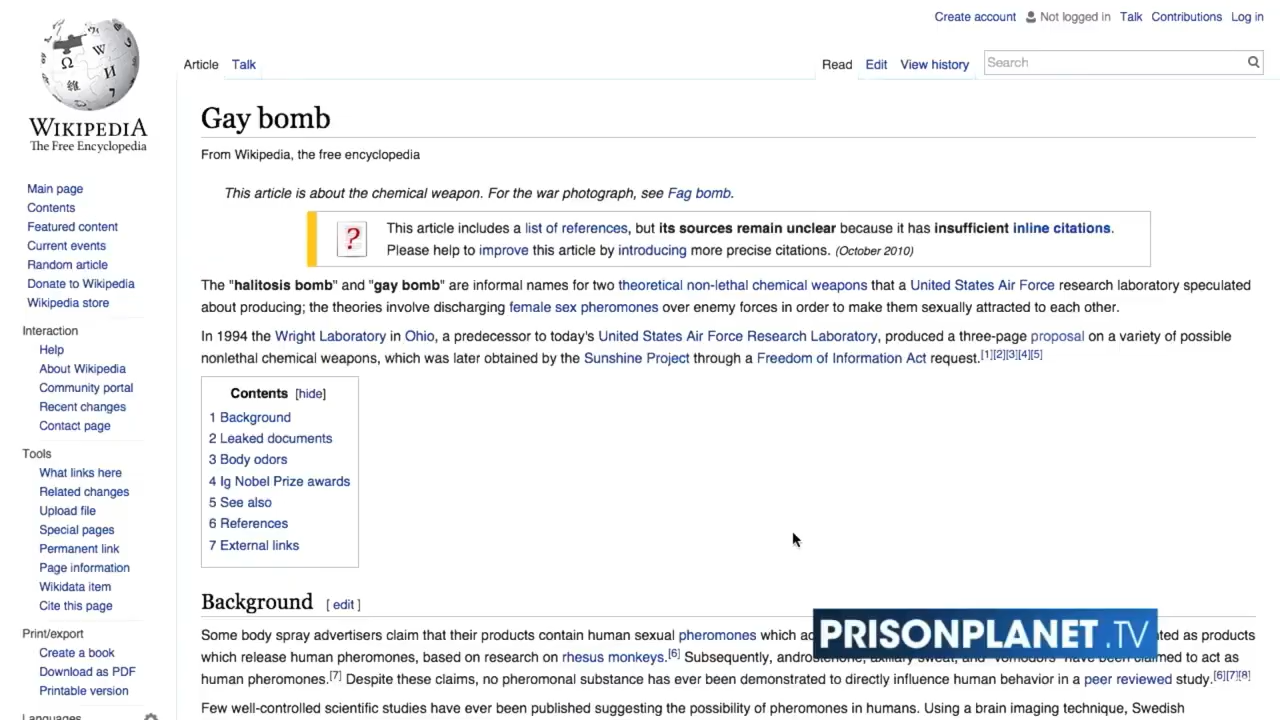 Create account Not logged in Talk Contributions Log in
Article Talk Read Edit View history Search
WIKIPEDIA
The Free Encyclopedia
Main page
Contents
Featured content
Current events
Random article
Donate to Wikipedia
Wikipedia store
Interaction
Help
About Wikipedia
Community portal
Recent changes
Contact page
Tools
What links here
Related changes
Upload file
Special pages
Permanent link
Page information
Wikidata item
Cite this page
Print/export
Create a book
Download as PDF
Printable version
Languages
Gay bomb
From Wikipedia, the free encyclopedia
This article is about the chemical weapon. For the war photograph, see Fag bomb.
This article includes a list of references, but its sources remain unclear because it has insufficient inline citations.
Please help to improve this article by introducing more precise citations. (October 2010)
The "halitosis bomb" and "gay bomb" are informal names for two theoretical non-lethal chemical weapons that a United States Air Force research laboratory speculated
about producing; the theories involve discharging female sex pheromones over enemy forces in order to make them sexually attracted to each other.
In 1994 the Wright Laboratory in Ohio, a predecessor to today's United States Air Force Research Laboratory, produced a three-page proposal on a variety of possible
nonlethal chemical weapons, which was later obtained by the Sunshine Project through a Freedom of Information Act request.[1][2][3][4][5]
Contents [hide]
1 Background
2 Leaked documents
3 Body odors
4 Ig Nobel Prize awards
5 See also
6 References
7 External links
Background [ edit ]
Some body spray advertisers claim that their products contain human sexual pheromones which as products
which release human pheromones, based on research on rhesus monkeys.[6] Subsequently, to act as
human pheromones.[7] Despite these claims, no pheromonal substance has ever been demonstrated to directly influence human behavior in a peer reviewed study.[6][7][8]
Few well-controlled scientific studies have ever been published suggesting the possibility of pheromones in humans. Using a brain imaging technique, Swedish
PRISONPLANET.TV